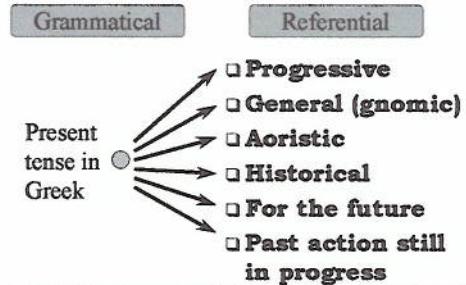 Grammatical
Referential
Present
tense in
Greek
❑ Progressive
❑ General (gnomic)
❑ Aoristic
❑ Historical
❑ For the future
❑ Past action still
in progress